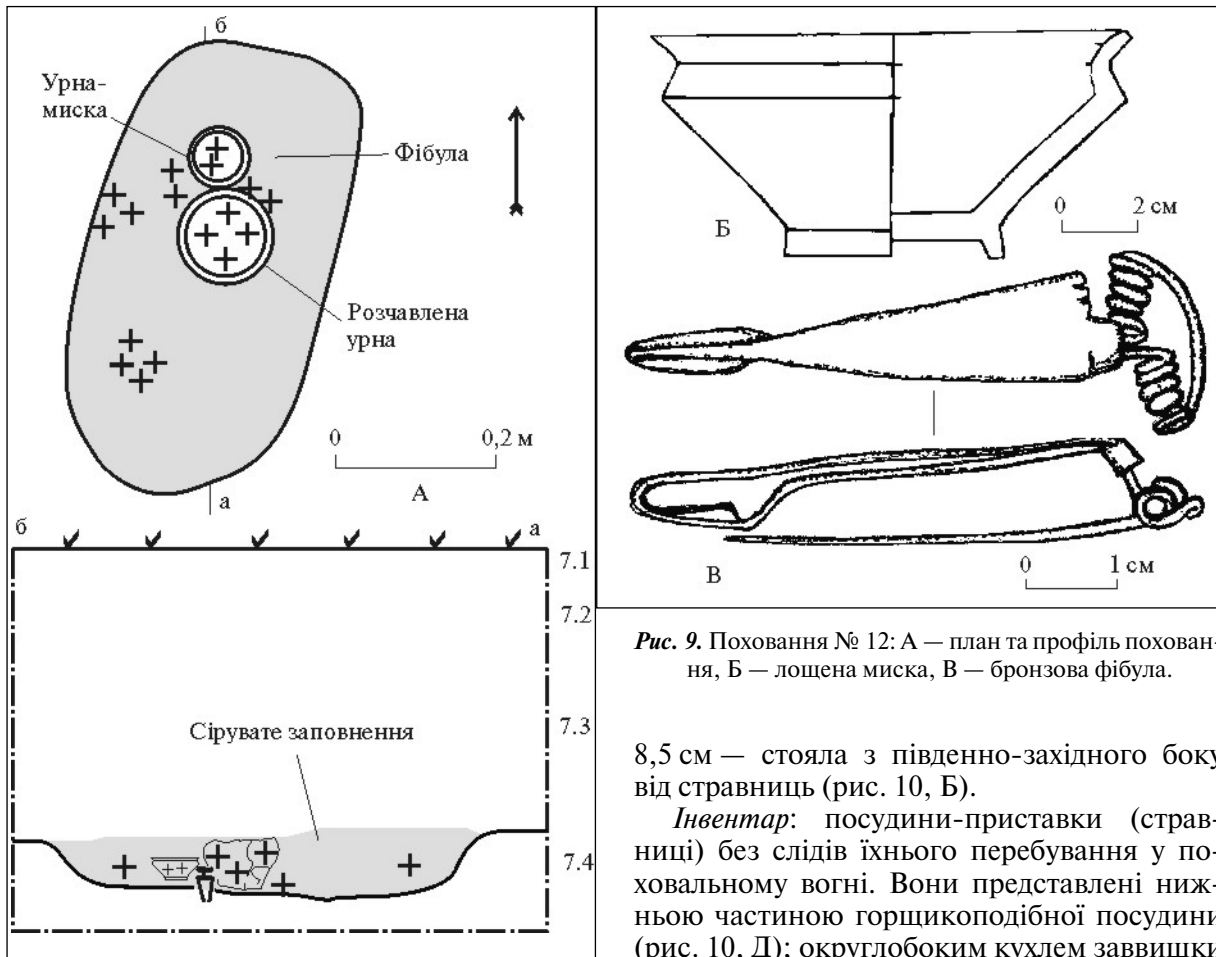 б
Урна-
миска
Фібула
Розчавлена
урна
0 0,2 м
А
а
б а
7.1
7.2
7.3
Сірувате заповнення
7.4
Б
0 2 см
В
0 1 см
Рис. 9. Поховання № 12: А — план та профіль похован-
ня, Б — лощена миска, В — бронзова фібула.
8,5 см — стояла з південно-західного боку
від стравниць (рис. 10, Б).
Інвентар: посудини-приставки (страв-
ниці) без слідів їхнього перебування у по-
ховальному вогні. Вони представлені ниж-
ньою частиною горщикоподібної посудини
(рис. 10, Д); округлобоким кухлем заввишки